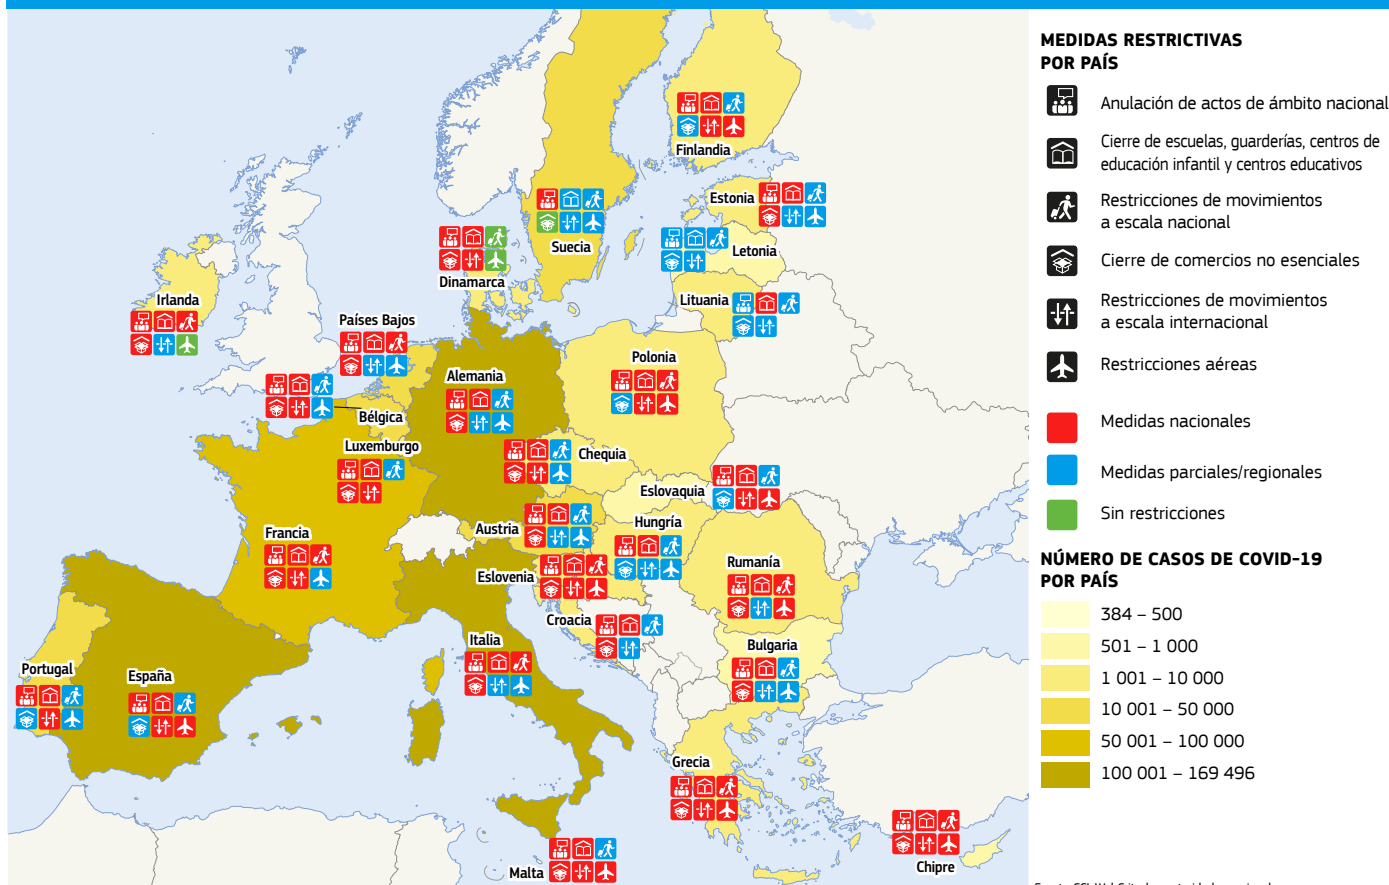 MEDIDAS RESTRICTIVAS
POR PAÍS
Anulación de actos de ámbito nacional
Cierre de escuelas, guarderías, centros de
educación infantil y centros educativos
Restricciones de movimientos
a escala nacional
Cierre de comercios no esenciales
Restricciones de movimientos
a escala internacional
Restricciones aéreas
Medidas nacionales
Medidas parciales/regionales
Sin restricciones
NÚMERO DE CASOS DE COVID-19
POR PAÍS
384 – 500
501 – 1 000
1 001 – 10 000
10 001 – 50 000
50 001 – 100 000
100 001 – 169 496
Finlandia
Estonia
Suecia
Letonia
Dinamarca
Irlanda
Lituania
Países Bajos
Polonia
Alemania
Bélgica
Luxemburgo
Chequia
Eslovaquia
Austria
Hungría
Francia
Rumanía
Eslovenia
Croacia
Italia
Bulgaria
Portugal
España
Grecia
Chipre
Malta